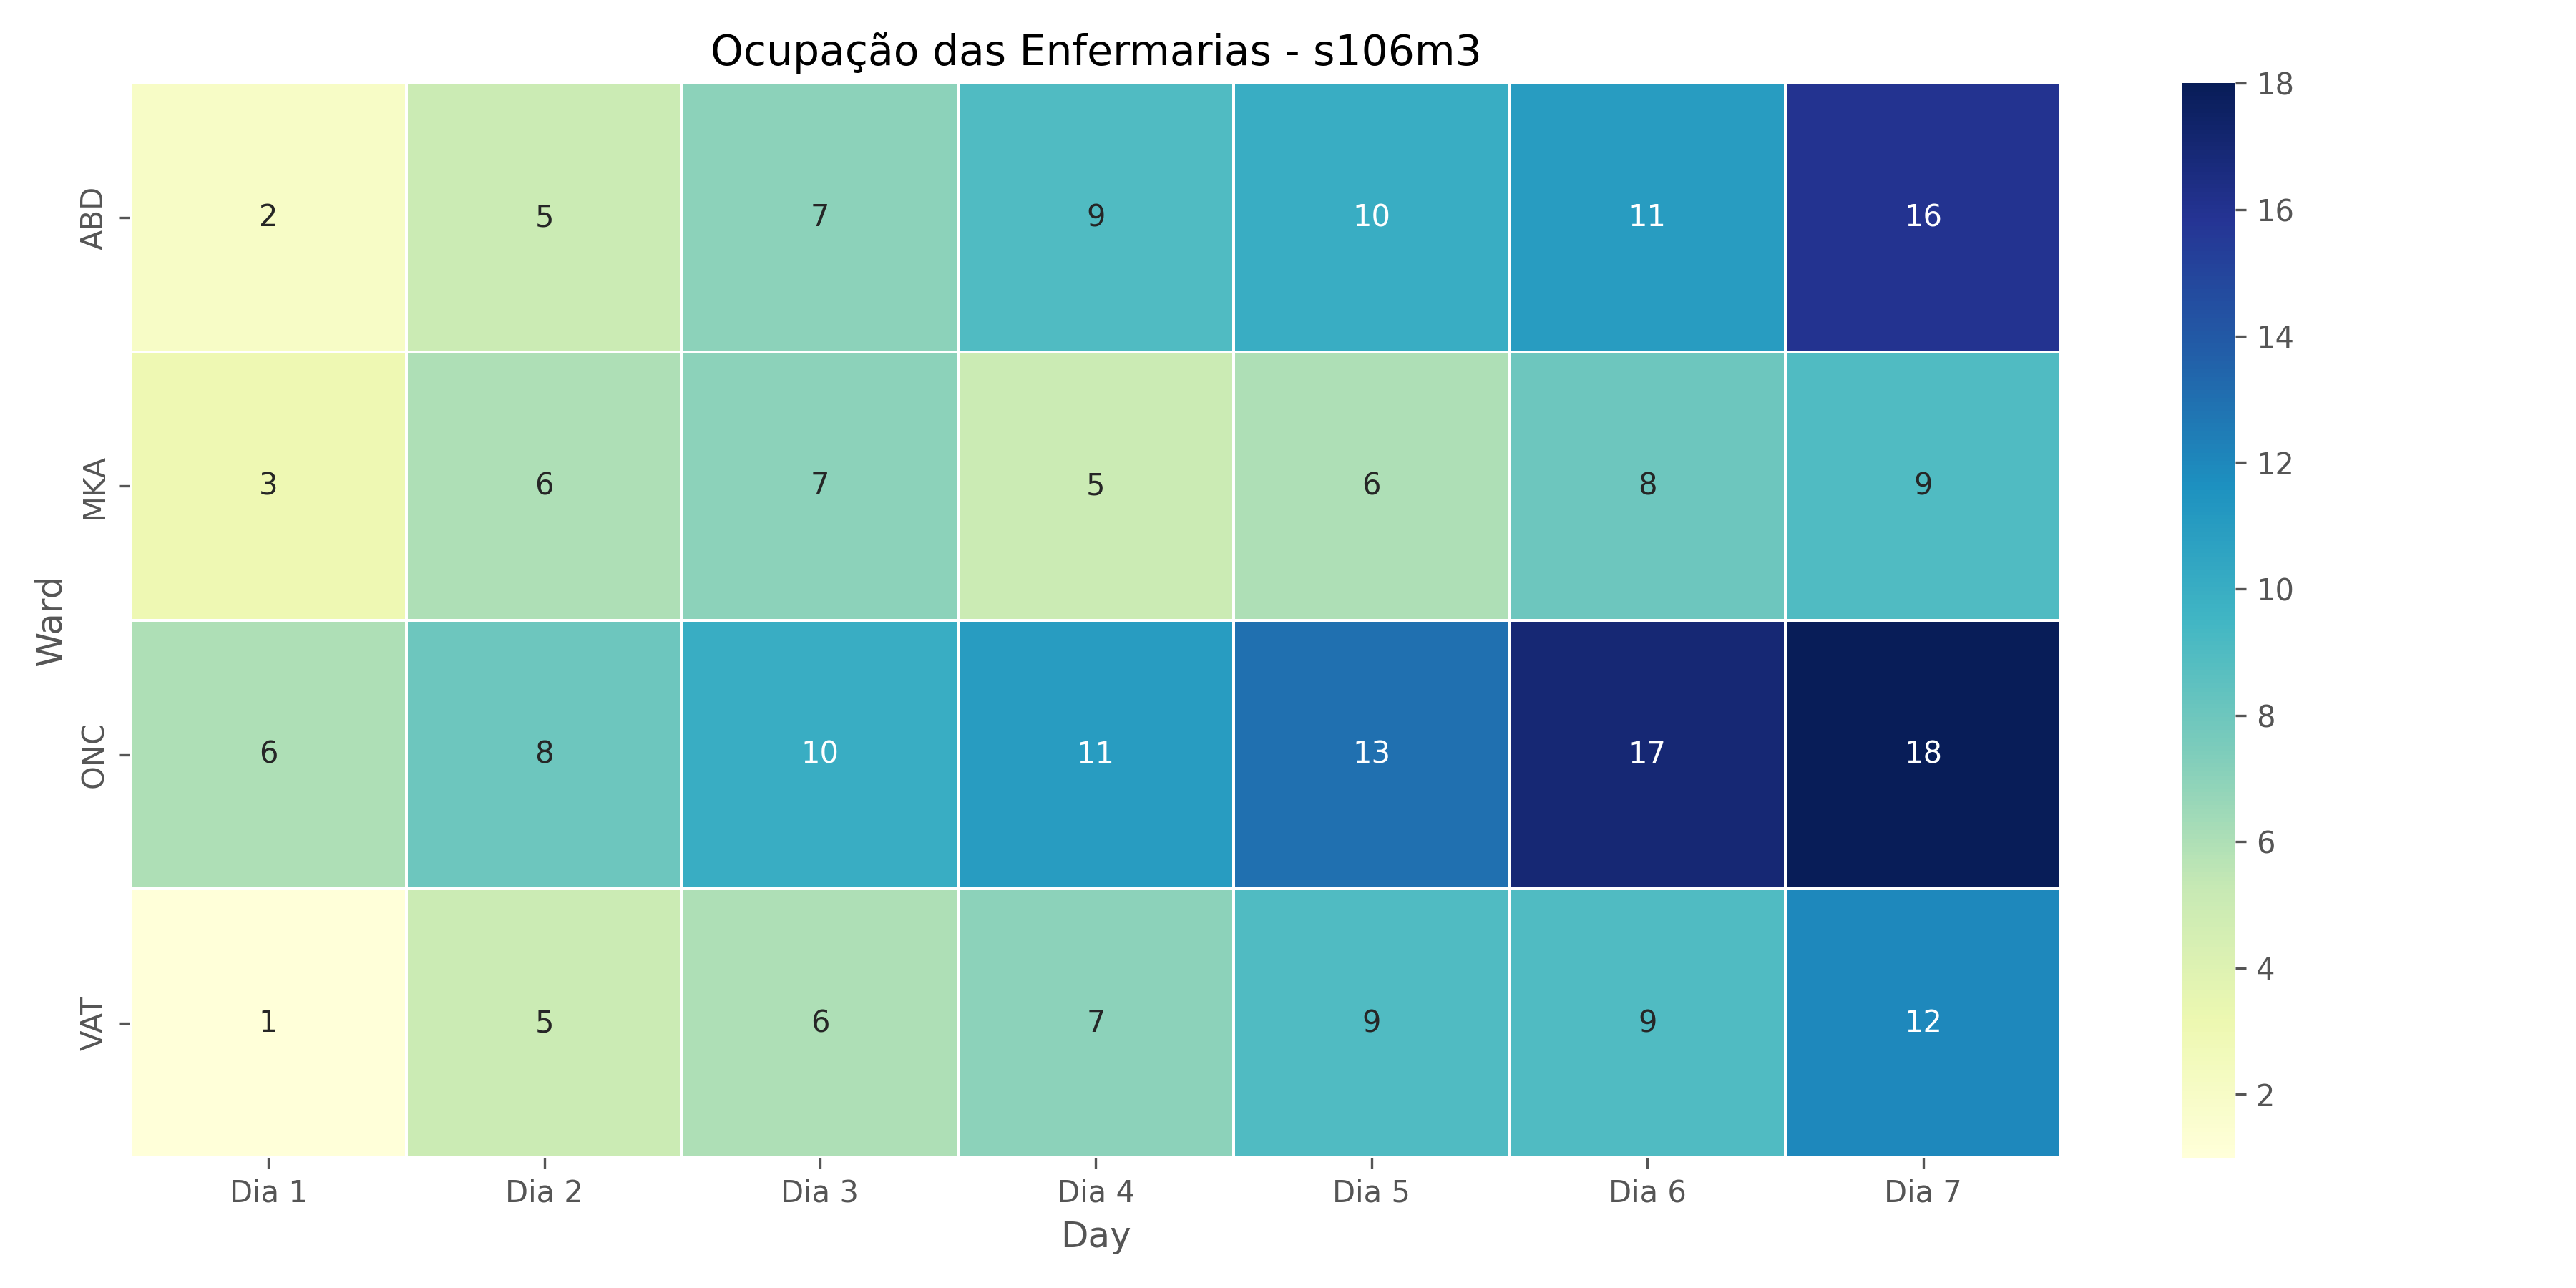 Ocupação das Enfermarias - s106m3
Ward
ABD 2 5 7 9 10 11 16
MKA 3 6 7 5 6 8 9
ONC 6 8 10 11 13 17 18
VAT 1 5 6 7 9 9 12
Dia 1 Dia 2 Dia 3 Dia 4 Dia 5 Dia 6 Dia 7
Day
18
16
14
12
10
8
6
4
2